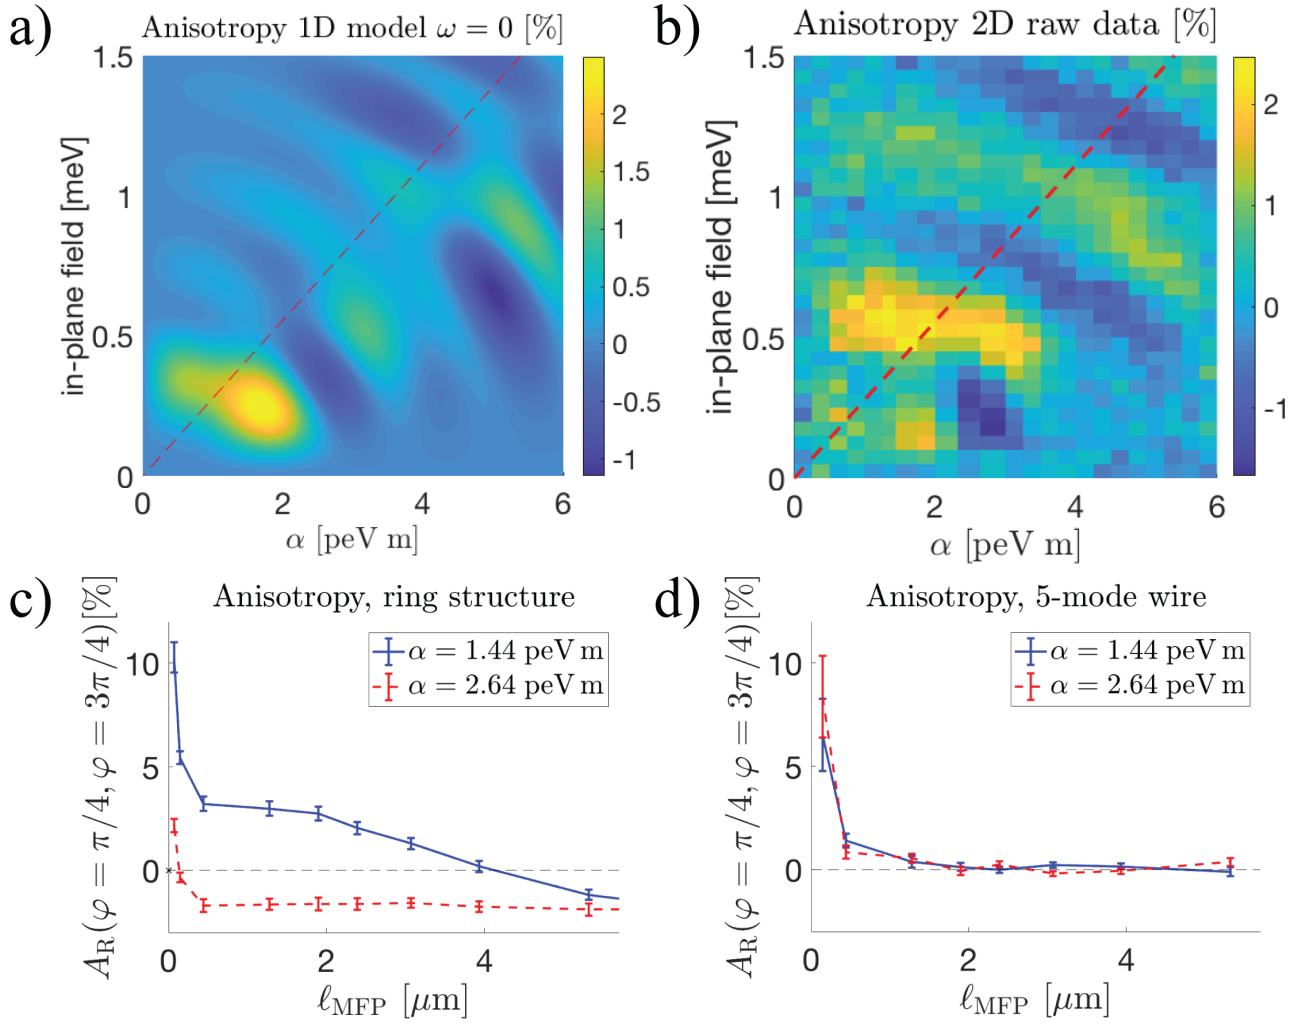 a)
Anisotropy 1D model ω = 0 [%]
1.5
1
0.5
0
in-plane field [meV]
0
2
4
6
α [peV m]
2
1.5
1
0.5
0
-0.5
-1
b)
Anisotropy 2D raw data [%]
1.5
1
0.5
0
in-plane field [meV]
0
2
4
6
α [peV m]
2
1
0
-1
c)
Anisotropy, ring structure
A_R(φ = π/4, φ = 3π/4)[%]
10
5
0
α = 1.44 peV m
α = 2.64 peV m
0
2
4
ℓ_MFP [μm]
d)
Anisotropy, 5-mode wire
A_R(φ = π/4, φ = 3π/4)[%]
10
5
0
α = 1.44 peV m
α = 2.64 peV m
0
2
4
ℓ_MFP [μm]